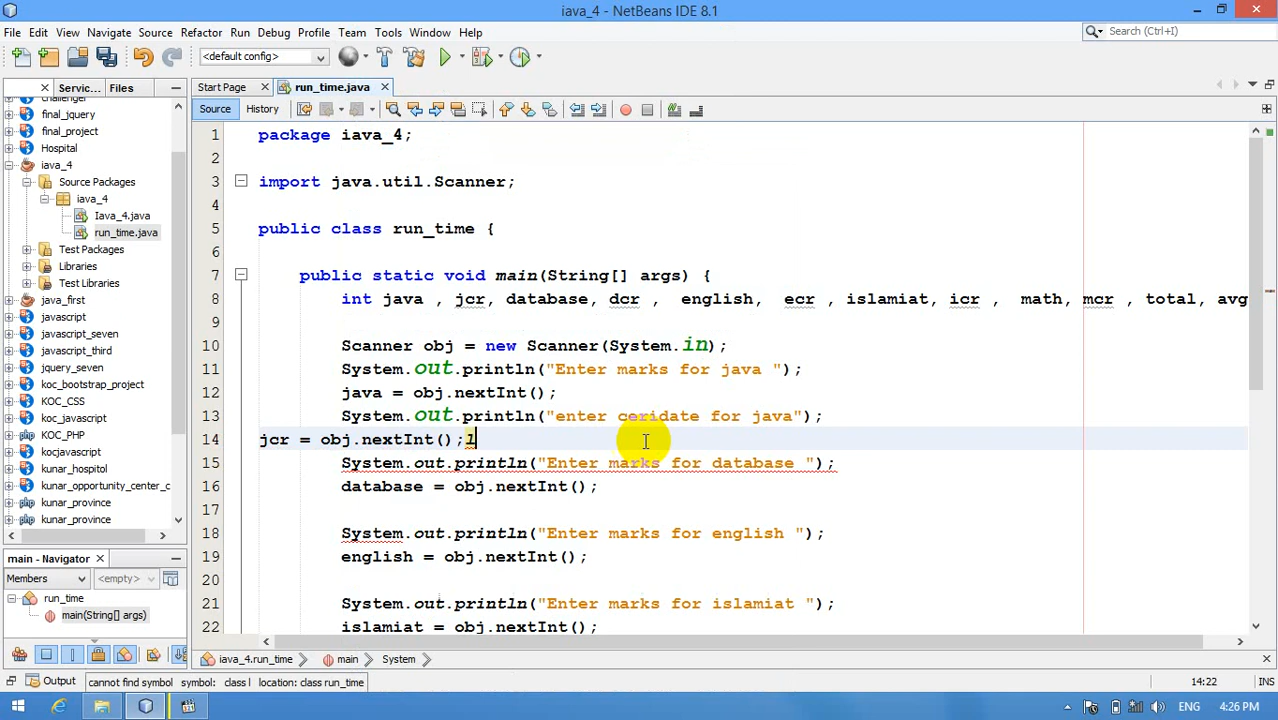 iava_4 - NetBeans IDE 8.1
File Edit View Navigate Source Refactor Run Debug Profile Team Tools Window Help
Search (Ctrl+I)
<default config>
Servic... Files
Start Page run_time.java
Source History
challenger
final_jquery
final_project
Hospital
iava_4
Source Packages
iava_4
Iava_4.java
run_time.java
Test Packages
Libraries
Test Libraries
java_first
javascript
javascript_seven
javascript_third
jquery_seven
koc_bootstrap_project
KOC_CSS
koc_javascript
KOC_PHP
kocjavascript
kunar_hospitol
kunar_opportunity_center_c
kunar_province
kunar_province
main - Navigator
Members <empty>
run_time
main(String[] args)
1 package iava_4;
2
3 import java.util.Scanner;
4
5 public class run_time {
6
7 public static void main(String[] args) {
8 int java , jcr, database, dcr , english, ecr , islamiat, icr , math, mcr , total, avg
9
10 Scanner obj = new Scanner(System.in);
11 System.out.println("Enter marks for java ");
12 java = obj.nextInt();
13 System.out.println("enter ceridate for java");
14 jcr = obj.nextInt();l
15 System.out.println("Enter marks for database ");
16 database = obj.nextInt();
17
18 System.out.println("Enter marks for english ");
19 english = obj.nextInt();
20
21 System.out.println("Enter marks for islamiat ");
22 islamiat = obj.nextInt();
iava_4.run_time main System
Output cannot find symbol symbol: class l location: class run_time 14:22 INS
ENG 4:26 PM